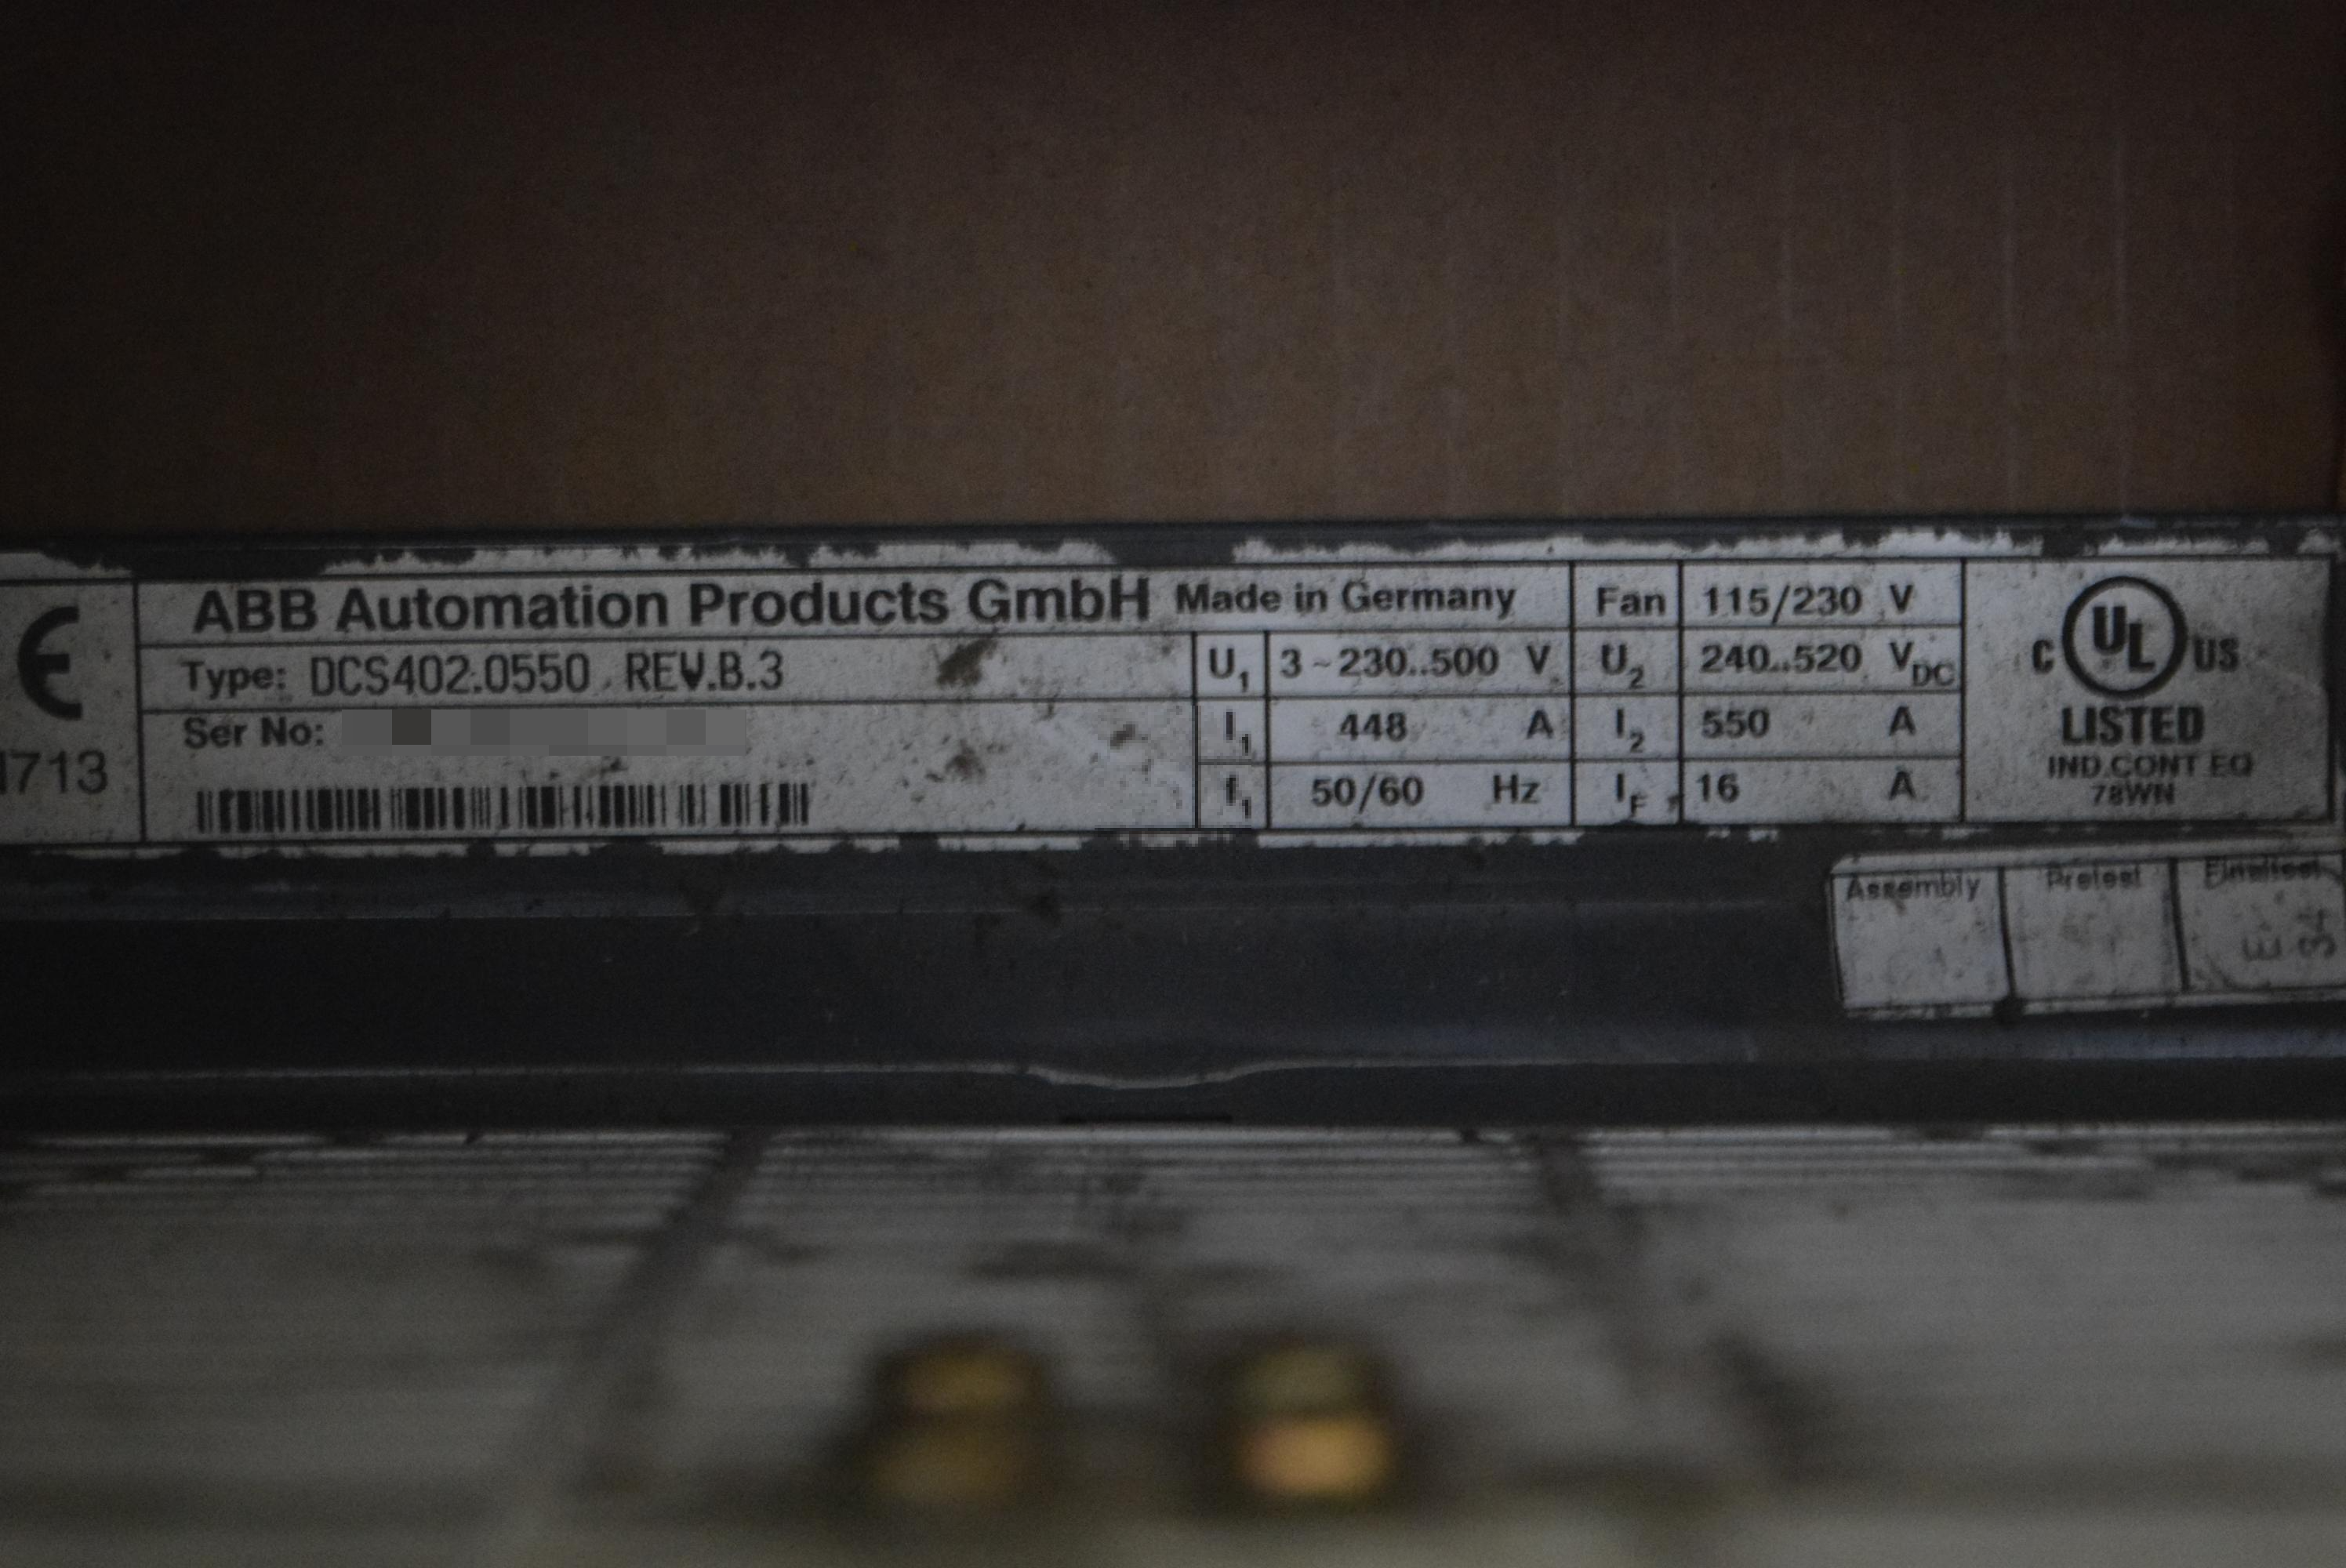 CE
1713
ABB Automation Products GmbH Made in Germany
Type: DCS402.0550 REV.B.3
Ser No:
U1 3~230..500 V
I1 448 A
f1 50/60 Hz
Fan 115/230 V
U2 240..520 VDC
I2 550 A
IF 16 A
C UL US
LISTED
IND.CONT EQ
78WN
Assembly Pretest Finaltest
E
34